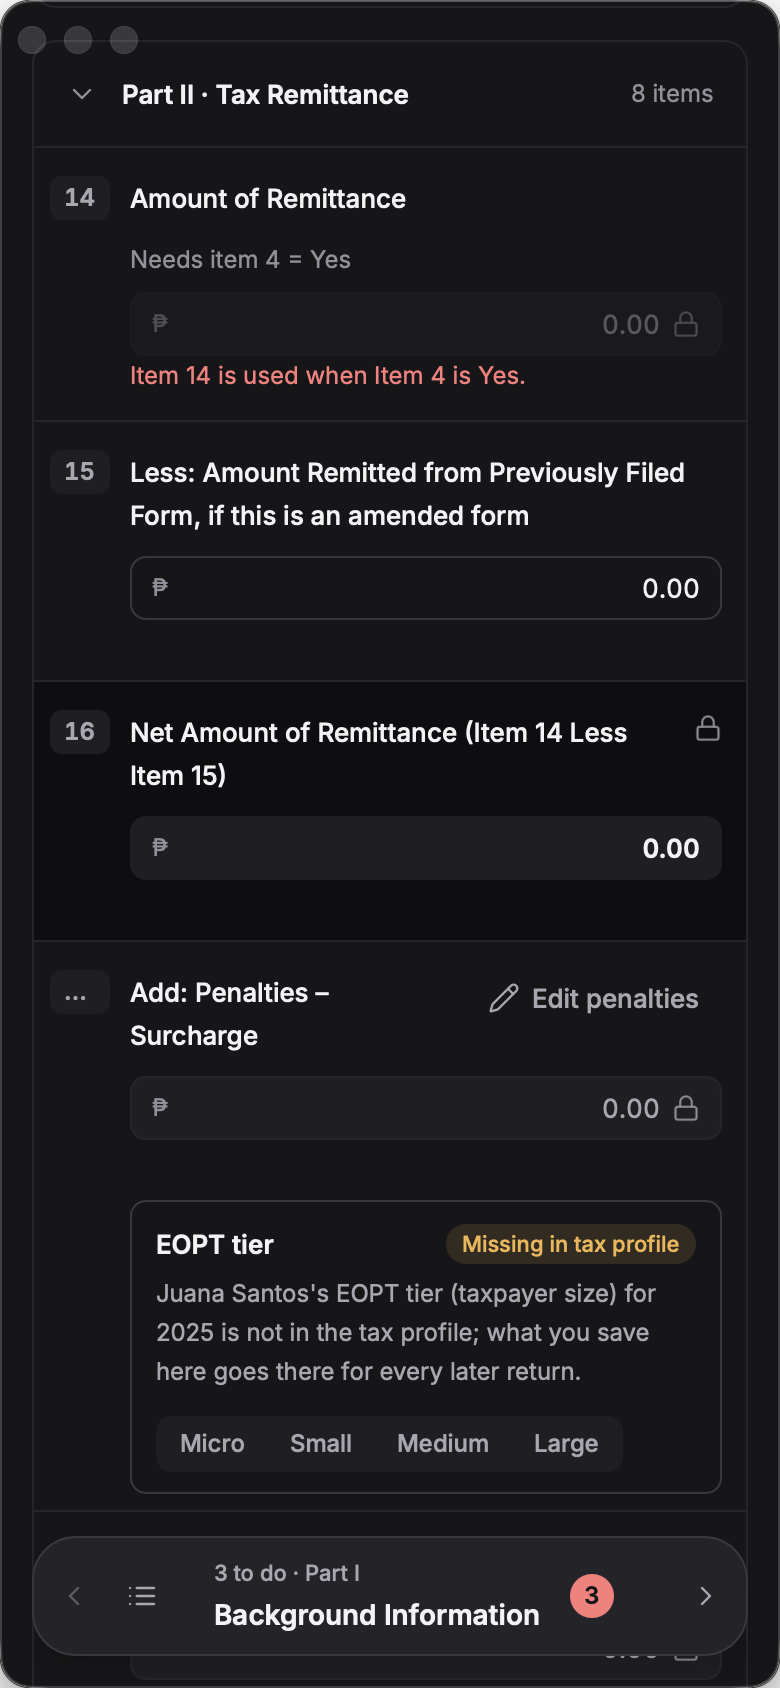 Part II · Tax Remittance
8 items
14
Amount of Remittance
Needs item 4 = Yes
₱
0.00
Item 14 is used when Item 4 is Yes.
15
Less: Amount Remitted from Previously Filed
Form, if this is an amended form
₱
0.00
16
Net Amount of Remittance (Item 14 Less
Item 15)
₱
0.00
...
Add: Penalties –
Surcharge
Edit penalties
₱
0.00
EOPT tier
Missing in tax profile
Juana Santos's EOPT tier (taxpayer size) for
2025 is not in the tax profile; what you save
here goes there for every later return.
Micro
Small
Medium
Large
3 to do · Part I
Background Information
3